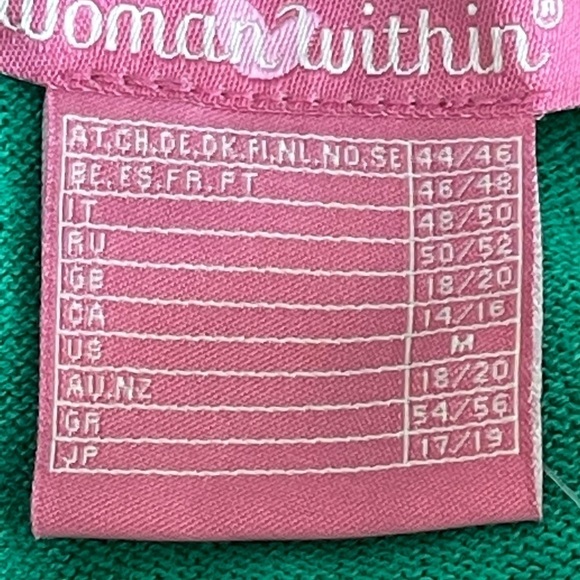 woman within®
AT.CH.DE.DK.FI.NL.NO.SE 44/46
BE.ES.FR.PT 46/48
IT 48/50
RU 50/52
GB 18/20
CA 14/16
US M
AU.NZ 18/20
GR 54/56
JP 17/19